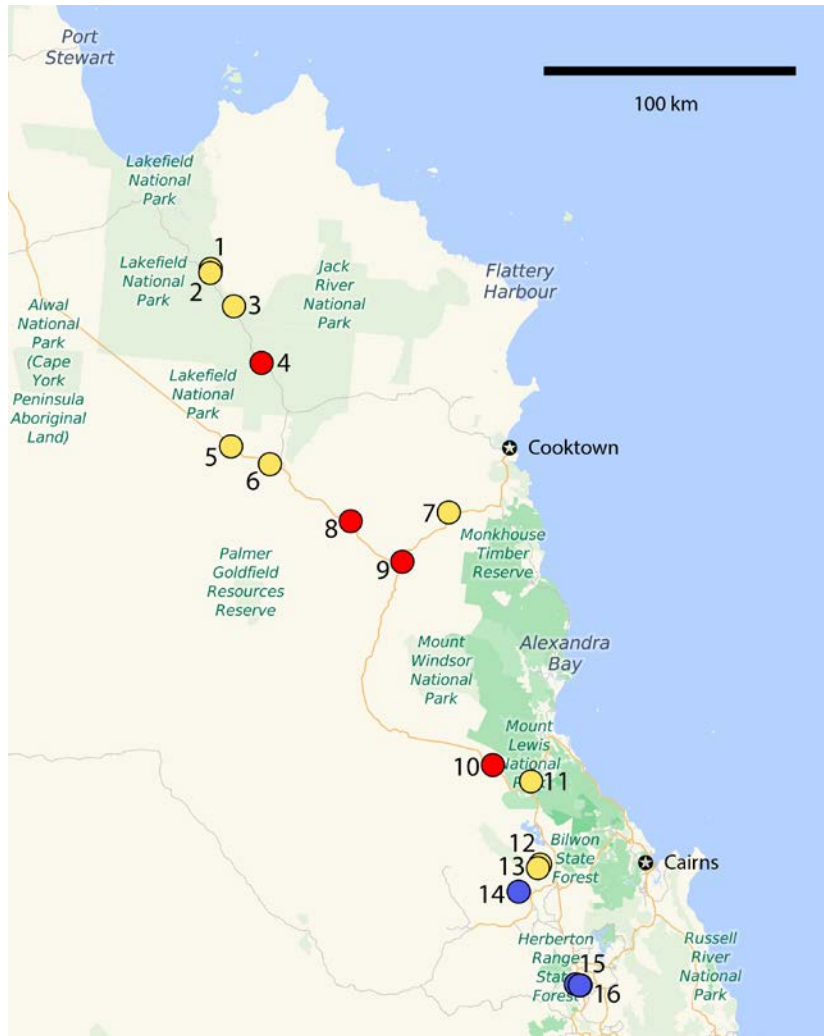 Port
Stewart
100 km
Lakefield
National
Park
1
Lakefield
National
Park
2
3
Jack
River
National
Park
Flattery
Harbour
Alwal
National
Park
(Cape
York
Peninsula
Aboriginal
Land)
4
Lakefield
National
Park
5
6
Cooktown
7
8
Monkhouse
Timber
Reserve
9
Palmer
Goldfield
Resources
Reserve
Mount
Windsor
National
Park
Alexandra
Bay
Mount
Lewis
National
10
11
12
13
Bilwon
State
Forest
Cairns
14
Herberton
Range
State
Forest
15
16
Russell
River
National
Park